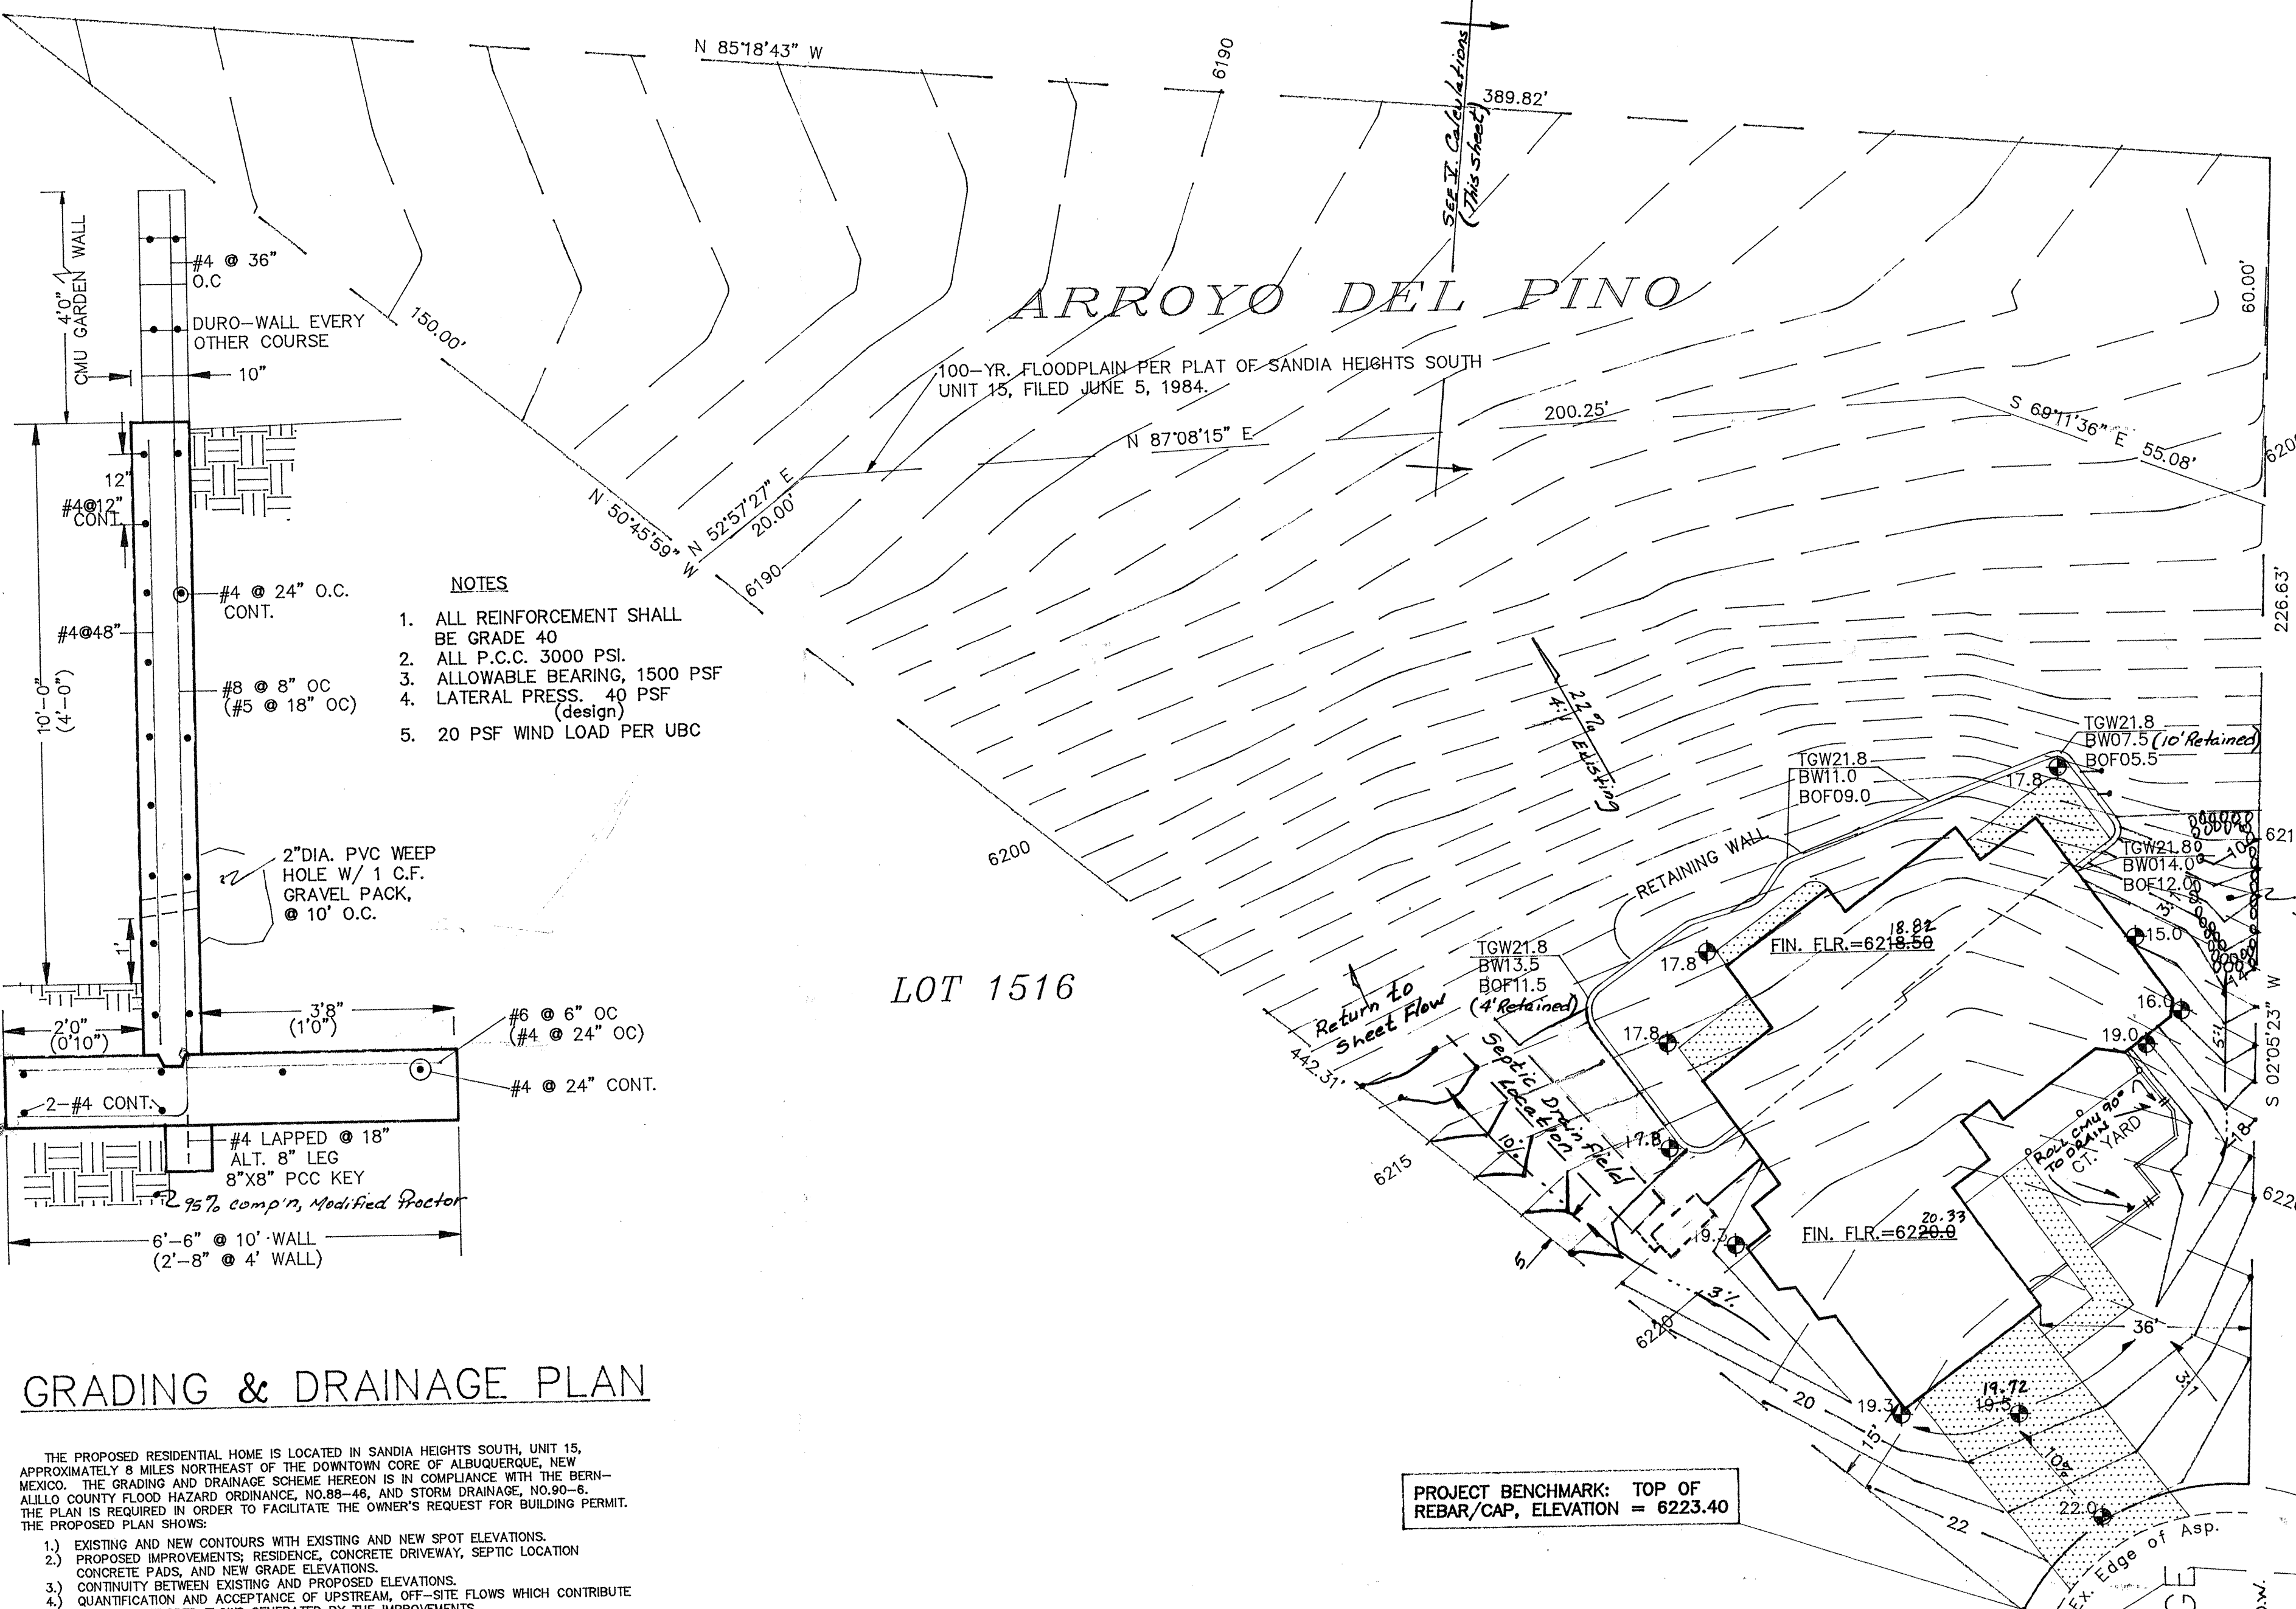 N 85°18'43" W
6190
389.82'
SEE V. Calculations
(This sheet)
ARROYO DEL PINO
60.00'
4'0"
CMU GARDEN WALL
#4 @ 36"
O.C
DURO-WALL EVERY
OTHER COURSE
10"
150.00'
100-YR. FLOODPLAIN PER PLAT OF SANDIA HEIGHTS SOUTH
UNIT 15, FILED JUNE 5, 1984.
N 87°08'15" E
200.25'
S 69°11'36" E 55.08'
N 50°45'59" W
N 52°57'27" E
20.00'
6190
226.63'
12"
#4@12"
CONT.
#4 @ 24" O.C.
CONT.
#4@48"
#8 @ 8" OC
(#5 @ 18" OC)
10'-0"
(4'-0")
NOTES
1. ALL REINFORCEMENT SHALL
BE GRADE 40
2. ALL P.C.C. 3000 PSI.
3. ALLOWABLE BEARING, 1500 PSF
4. LATERAL PRESS. 40 PSF
(design)
5. 20 PSF WIND LOAD PER UBC
2"DIA. PVC WEEP
HOLE W/ 1 C.F.
GRAVEL PACK,
@ 10' O.C.
1'
2'0"
(0'10")
3'8"
(1'0")
#6 @ 6" OC
(#4 @ 24" OC)
#4 @ 24" CONT.
2-#4 CONT.
#4 LAPPED @ 18"
ALT. 8" LEG
8"X8" PCC KEY
95% comp'n, Modified Proctor
6'-6" @ 10' WALL
(2'-8" @ 4' WALL)
22%
4:1
Existing
TGW21.8
BW07.5 (10' Retained)
BOF05.5
TGW21.8
BW11.0
BOF09.0
17.8
RETAINING WALL
TGW21.8
BW014.0
BOF12.0
3:1
15.0
18.82
FIN. FLR.=6218.50
17.8
TGW21.8
BW13.5
BOF11.5
(4' Retained)
6200
LOT 1516
Return to
Sheet Flow
442.31'
Septic Drain field
Location
10%
17.8
17.8
16.0
19.0
5:1
S 02°05'23" W
18
ROLL CMU 90°
TO DRAIN
CT. YARD
6215
20.33
FIN. FLR.=6220.0
19.3
5
3%
6220
36'
3:1
19.72
19.5
19.3
20
15'
10%
22.0
22
PROJECT BENCHMARK: TOP OF
REBAR/CAP, ELEVATION = 6223.40
Ex. Edge of Asp.
GRADING & DRAINAGE PLAN
THE PROPOSED RESIDENTIAL HOME IS LOCATED IN SANDIA HEIGHTS SOUTH, UNIT 15,
APPROXIMATELY 8 MILES NORTHEAST OF THE DOWNTOWN CORE OF ALBUQUERQUE, NEW
MEXICO. THE GRADING AND DRAINAGE SCHEME HEREON IS IN COMPLIANCE WITH THE BERN-
ALILLO COUNTY FLOOD HAZARD ORDINANCE, NO.88-46, AND STORM DRAINAGE, NO.90-6.
THE PLAN IS REQUIRED IN ORDER TO FACILITATE THE OWNER'S REQUEST FOR BUILDING PERMIT.
THE PROPOSED PLAN SHOWS:
1.) EXISTING AND NEW CONTOURS WITH EXISTING AND NEW SPOT ELEVATIONS.
2.) PROPOSED IMPROVEMENTS; RESIDENCE, CONCRETE DRIVEWAY, SEPTIC LOCATION
CONCRETE PADS, AND NEW GRADE ELEVATIONS.
3.) CONTINUITY BETWEEN EXISTING AND PROPOSED ELEVATIONS.
4.) QUANTIFICATION AND ACCEPTANCE OF UPSTREAM, OFF-SITE FLOWS WHICH CONTRIBUTE